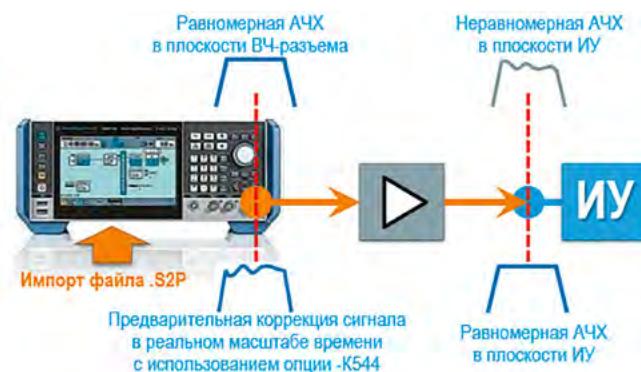 Равномерная АЧХ
в плоскости ВЧ-разъема
Неравномерная АЧХ
в плоскости ИУ
ИУ
Импорт файла .S2P
Предварительная коррекция сигнала
в реальном масштабе времени
с использованием опции -К544
Равномерная АЧХ
в плоскости ИУ